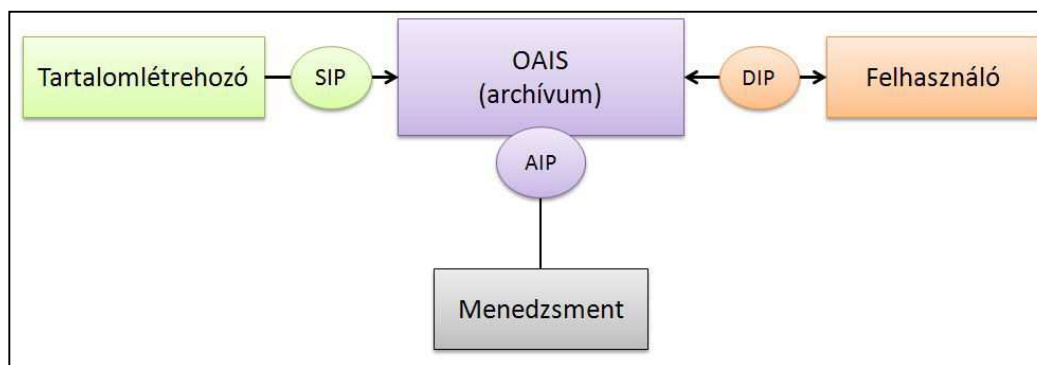 Tartalomlétrehozó
SIP
OAIS
(archívum)
DIP
Felhasználó
AIP
Menedzsment